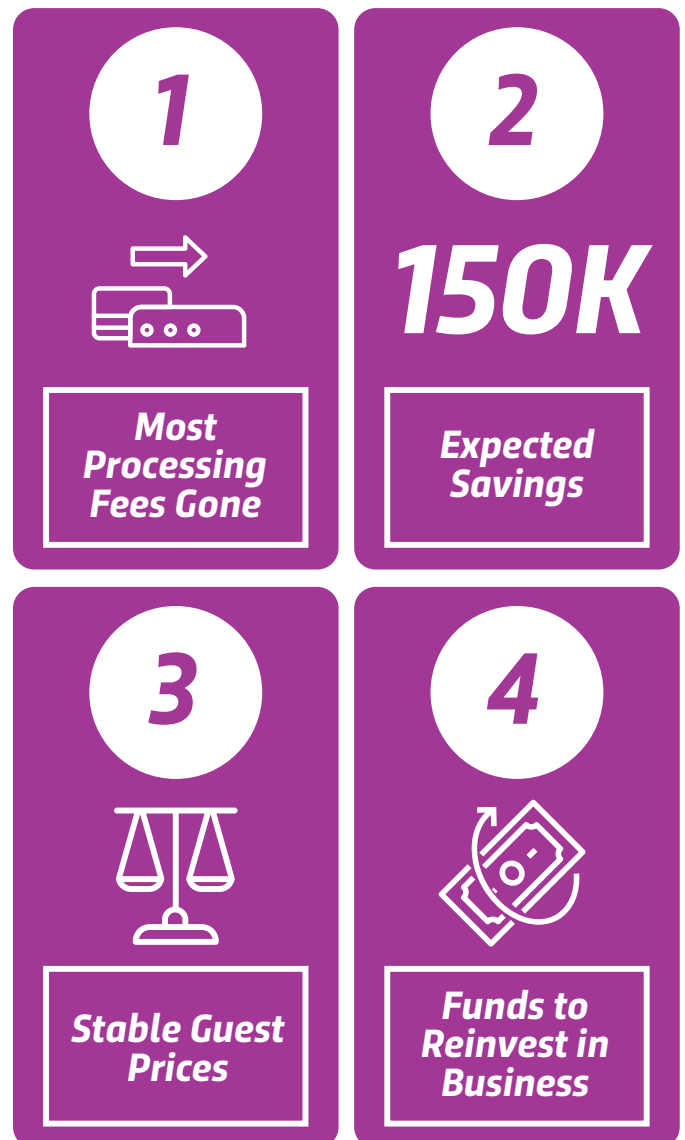 1
Most
Processing
Fees Gone
2
150K
Expected
Savings
3
Stable Guest
Prices
4
Funds to
Reinvest in
Business